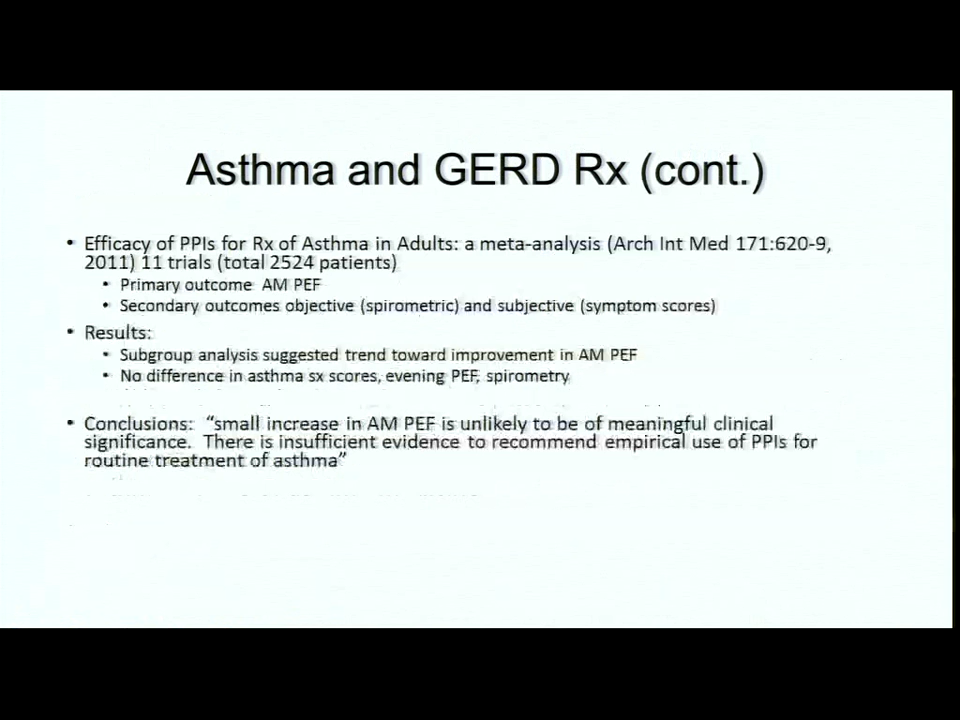 Asthma and GERD Rx (cont.)
• Efficacy of PPIs for Rx of Asthma in Adults: a meta-analysis (Arch Int Med 171:620-9,
2011) 11 trials (total 2524 patients)
• Primary outcome AM PEF
• Secondary outcomes objective (spirometric) and subjective (symptom scores)
• Results:
• Subgroup analysis suggested trend toward improvement in AM PEF
• No difference in asthma sx scores, evening PEF, spirometry
• Conclusions: “small increase in AM PEF is unlikely to be of meaningful clinical
significance. There is insufficient evidence to recommend empirical use of PPIs for
routine treatment of asthma”